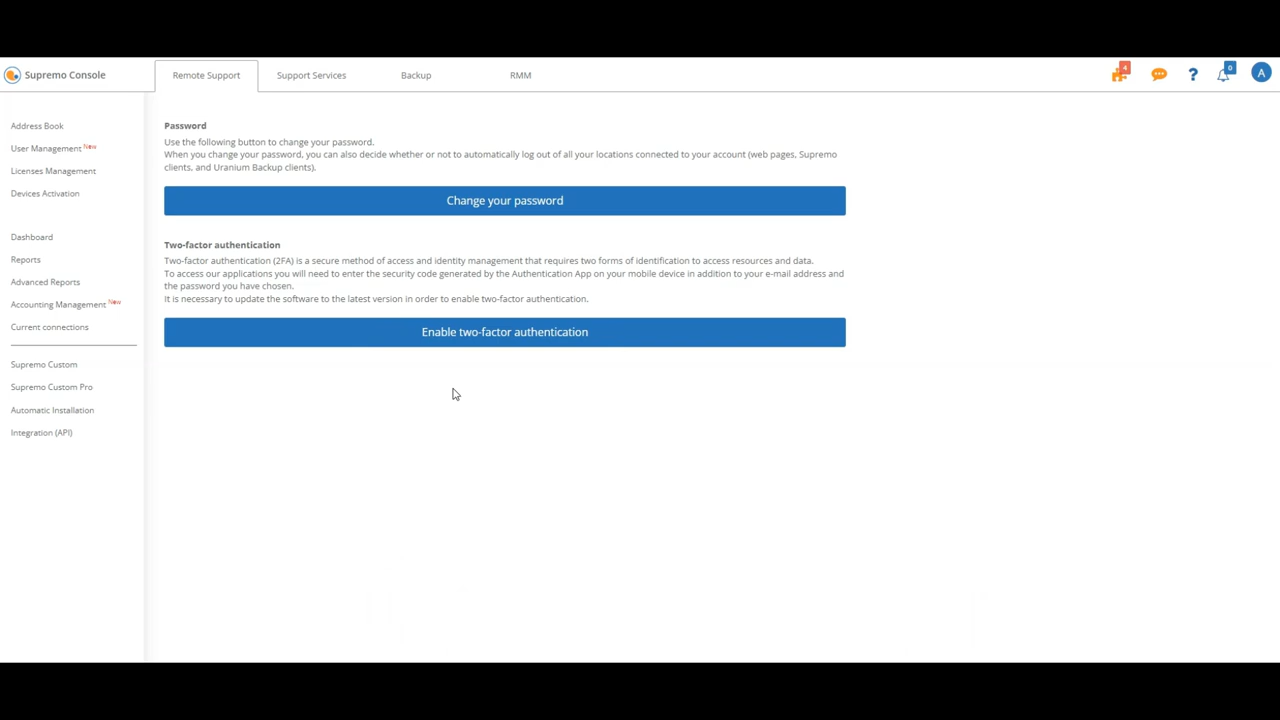 Supremo Console
Remote Support
Support Services
Backup
RMM
4
?
0
A
Address Book
User Management New
Licenses Management
Devices Activation
Dashboard
Reports
Advanced Reports
Accounting Management New
Current connections
Supremo Custom
Supremo Custom Pro
Automatic Installation
Integration (API)
Password
Use the following button to change your password.
When you change your password, you can also decide whether or not to automatically log out of all your locations connected to your account (web pages, Supremo
clients, and Uranium Backup clients).
Change your password
Two-factor authentication
Two-factor authentication (2FA) is a secure method of access and identity management that requires two forms of identification to access resources and data.
To access our applications you will need to enter the security code generated by the Authentication App on your mobile device in addition to your e-mail address and
the password you have chosen.
It is necessary to update the software to the latest version in order to enable two-factor authentication.
Enable two-factor authentication